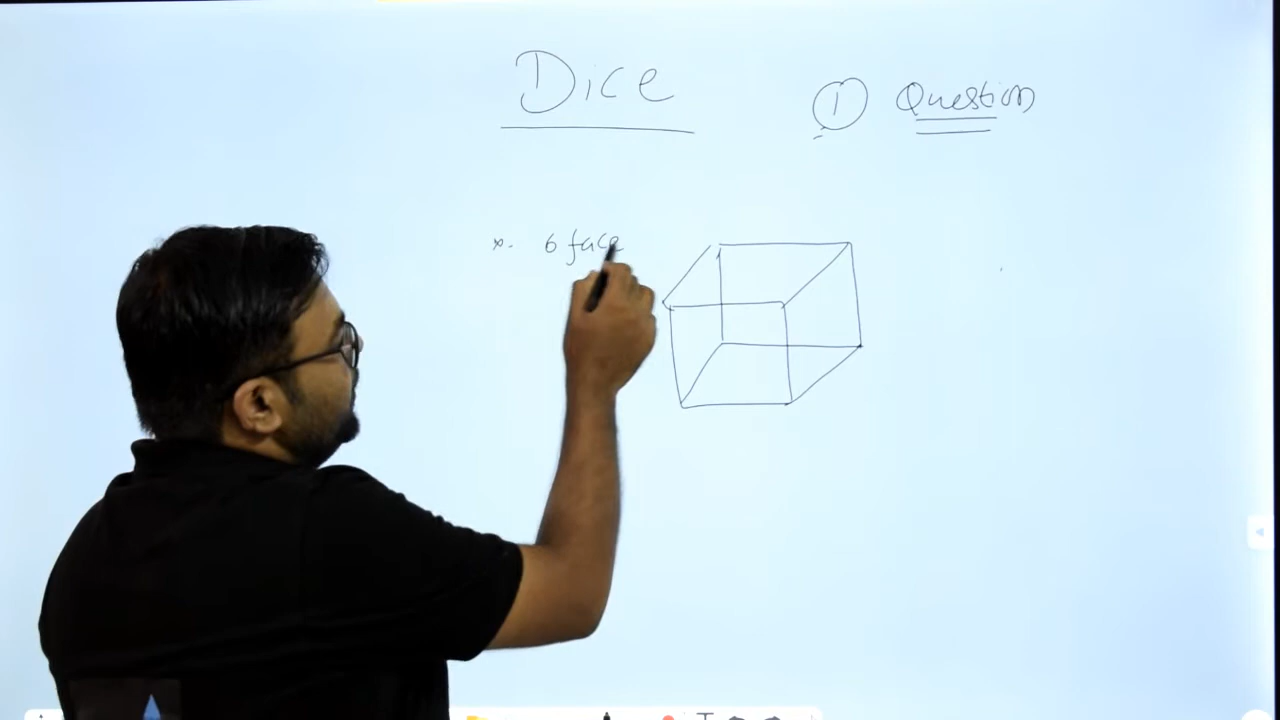 Dice
① Question
*. 6 face